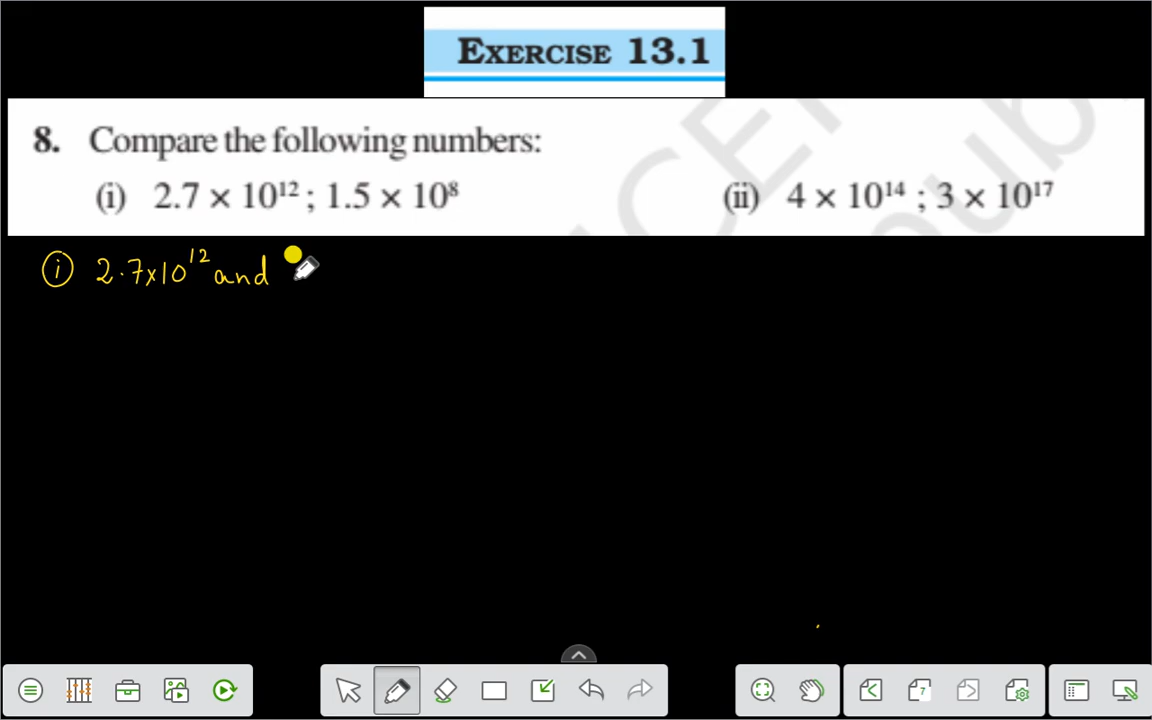 EXERCISE 13.1
8. Compare the following numbers:
(i) 2.7 × 10¹² ; 1.5 × 10⁸ (ii) 4 × 10¹⁴ ; 3 × 10¹⁷
(i) 2.7×10¹² and
7